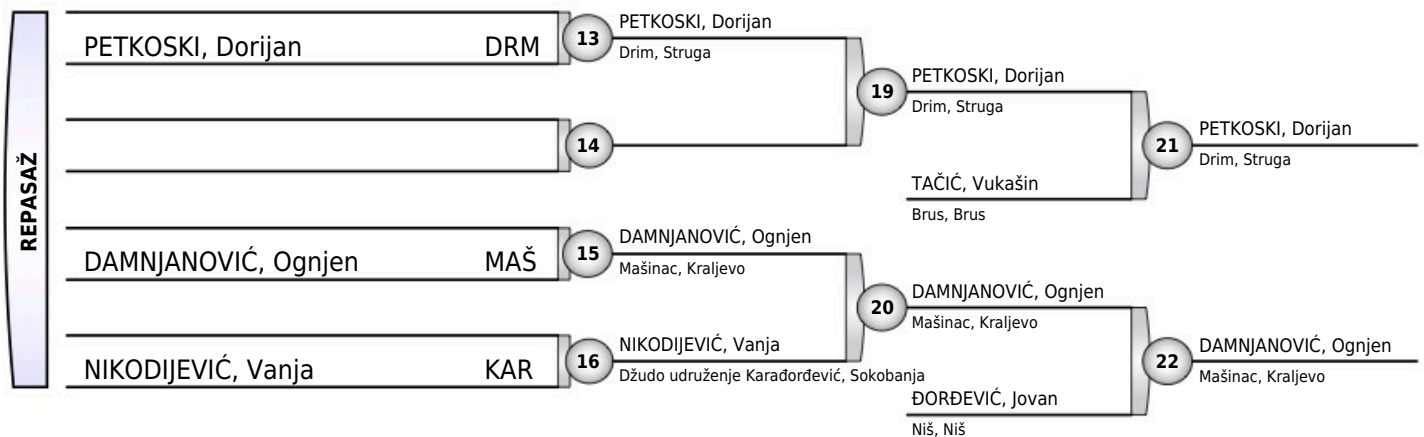 REPASAŽ
PETKOSKI, Dorijan DRM
13
PETKOSKI, Dorijan
Drim, Struga
14
19
PETKOSKI, Dorijan
Drim, Struga
TAČIĆ, Vukašin
Brus, Brus
21
PETKOSKI, Dorijan
Drim, Struga
DAMNJANOVIĆ, Ognjen MAŠ
15
DAMNJANOVIĆ, Ognjen
Mašinac, Kraljevo
NIKODIJEVIĆ, Vanja KAR
16
NIKODIJEVIĆ, Vanja
Džudo udruženje Karađorđević, Sokobanja
20
DAMNJANOVIĆ, Ognjen
Mašinac, Kraljevo
ĐORĐEVIĆ, Jovan
Niš, Niš
22
DAMNJANOVIĆ, Ognjen
Mašinac, Kraljevo